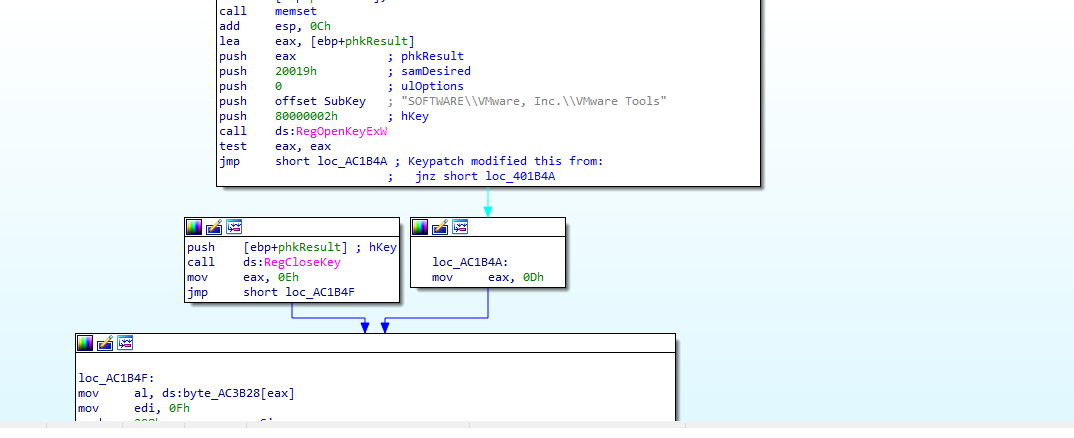 call memset
add esp, 0Ch
lea eax, [ebp+phkResult]
push eax ; phkResult
push 20019h ; samDesired
push 0 ; ulOptions
push offset SubKey ; "SOFTWARE\\VMware, Inc.\\VMware Tools"
push 80000002h ; hKey
call ds:RegOpenKeyExW
test eax, eax
jmp short loc_AC1B4A ; Keypatch modified this from:
; jnz short loc_401B4A
push [ebp+phkResult] ; hKey
call ds:RegCloseKey
mov eax, 0Eh
jmp short loc_AC1B4F
loc_AC1B4A:
mov eax, 0Dh
loc_AC1B4F:
mov al, ds:byte_AC3B28[eax]
mov edi, 0Fh